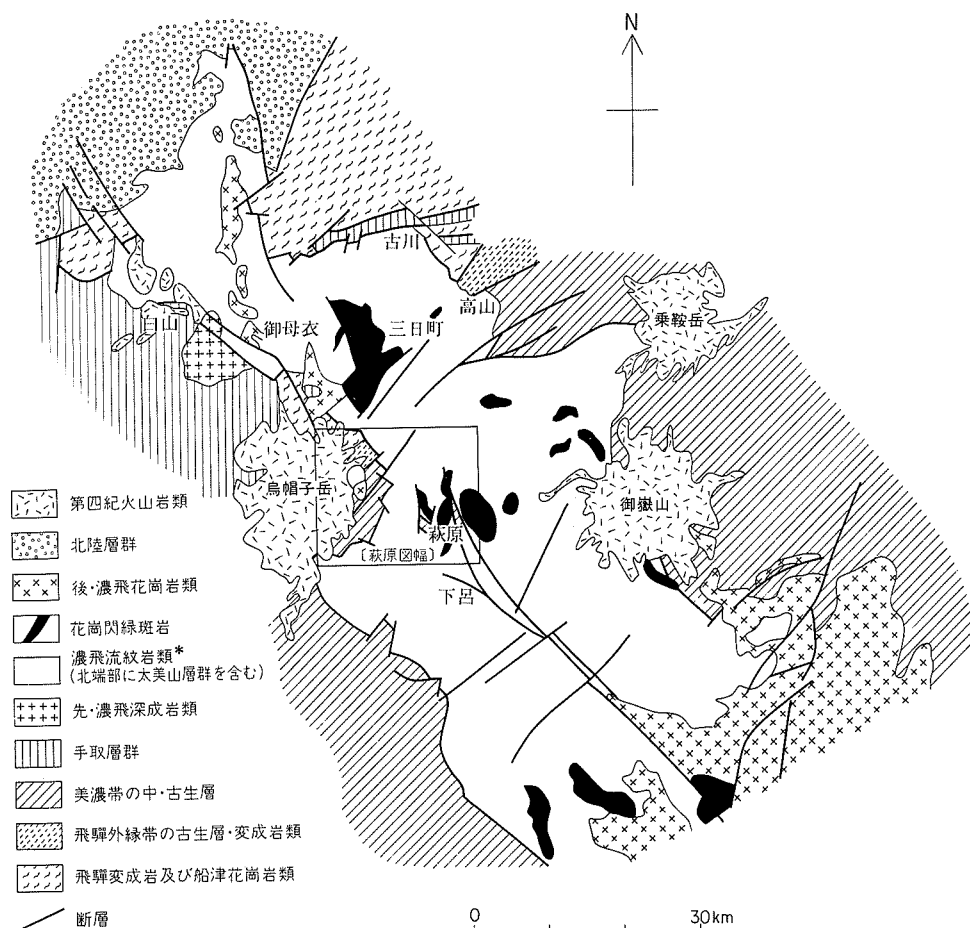 N
古川
高山
乗鞍岳
白山
御母衣
三日町
烏帽子岳
御嶽山
萩原
〔萩原図幅〕
下呂
第四紀火山岩類
北陸層群
後・濃飛花崗岩類
花崗閃緑斑岩
濃飛流紋岩類*
(北端部に太美山層群を含む)
先・濃飛深成岩類
手取層群
美濃帯の中・古生層
飛驒外縁帯の古生層・変成岩類
飛驒変成岩及び船津花崗岩類
断層
0 30km